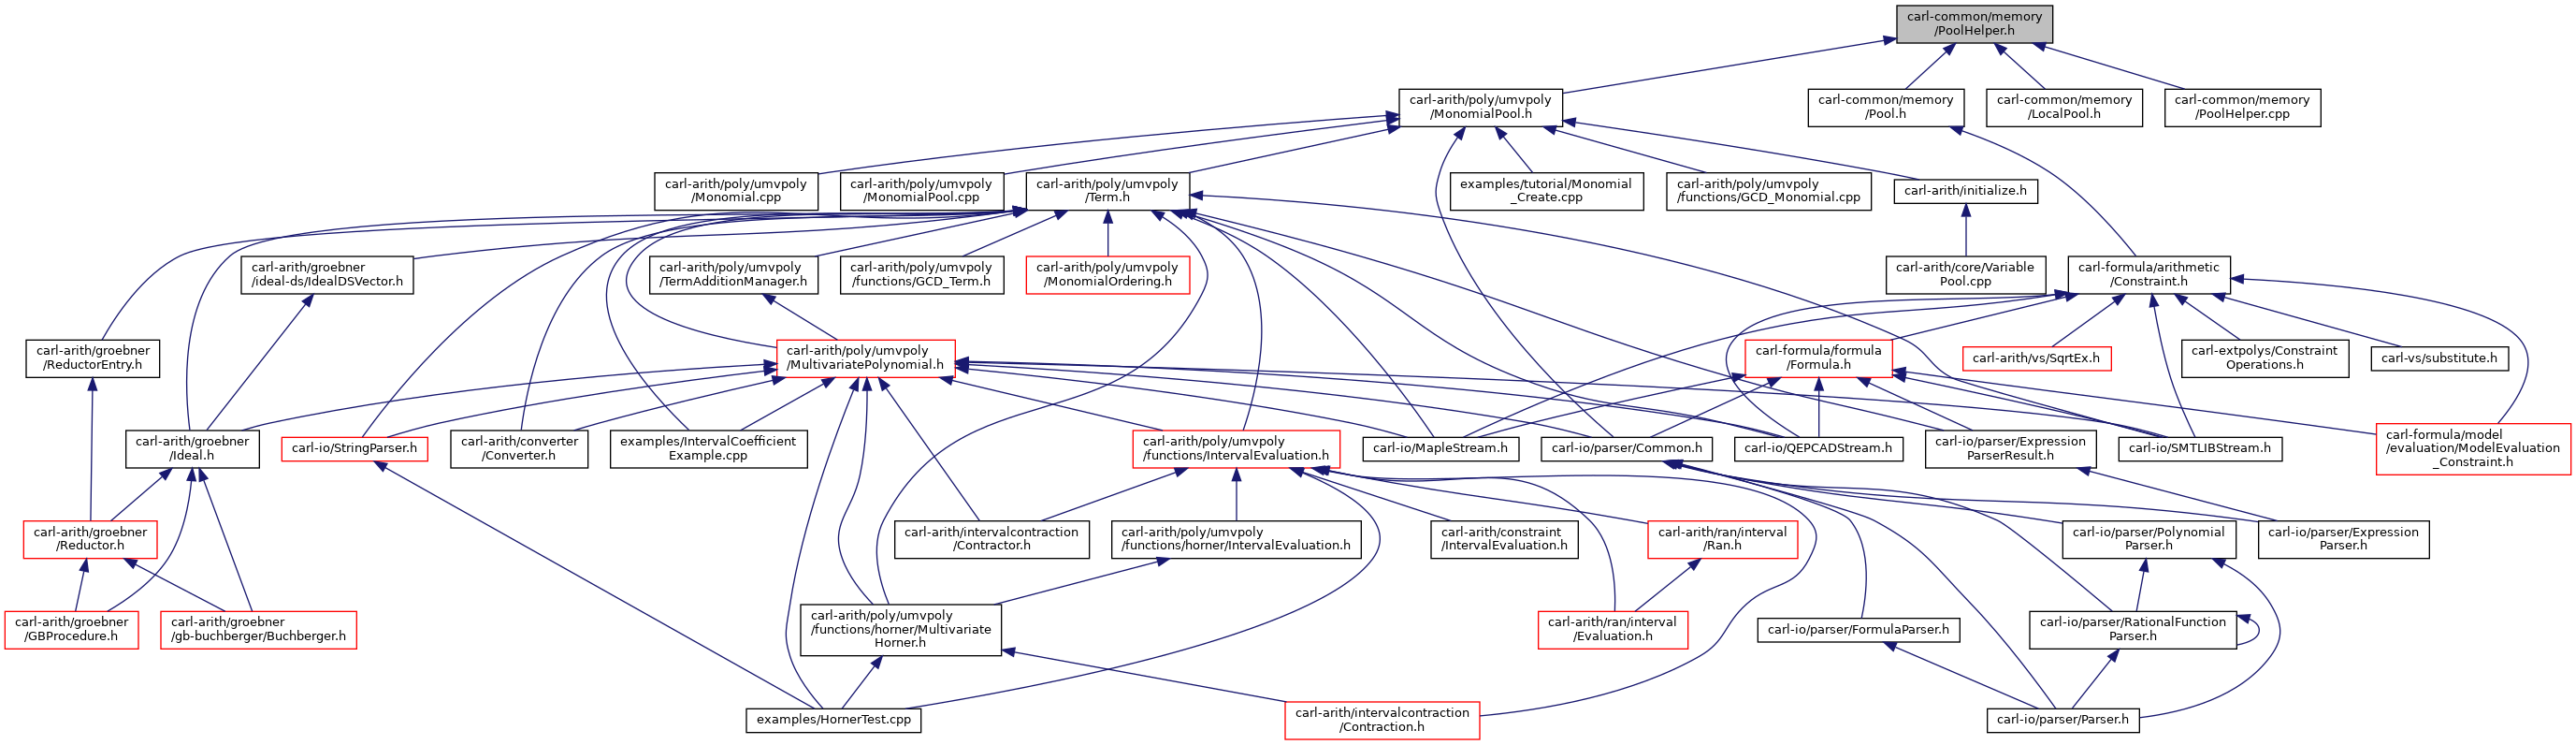 carl-common/memory
/PoolHelper.h
carl-arith/poly/umvpoly
/MonomialPool.h
carl-common/memory
/Pool.h
carl-common/memory
/LocalPool.h
carl-common/memory
/PoolHelper.cpp
carl-arith/poly/umvpoly
/Monomial.cpp
carl-arith/poly/umvpoly
/MonomialPool.cpp
carl-arith/poly/umvpoly
/Term.h
examples/tutorial/Monomial
_Create.cpp
carl-arith/poly/umvpoly
/functions/GCD_Monomial.cpp
carl-arith/initialize.h
carl-arith/groebner
/ideal-ds/IdealDSVector.h
carl-arith/poly/umvpoly
/TermAdditionManager.h
carl-arith/poly/umvpoly
/functions/GCD_Term.h
carl-arith/poly/umvpoly
/MonomialOrdering.h
carl-arith/core/Variable
Pool.cpp
carl-formula/arithmetic
/Constraint.h
carl-arith/groebner
/ReductorEntry.h
carl-arith/poly/umvpoly
/MultivariatePolynomial.h
carl-formula/formula
/Formula.h
carl-arith/vs/SqrtEx.h
carl-extpolys/Constraint
Operations.h
carl-vs/substitute.h
carl-arith/groebner
/Ideal.h
carl-io/StringParser.h
carl-arith/converter
/Converter.h
examples/IntervalCoefficient
Example.cpp
carl-arith/poly/umvpoly
/functions/IntervalEvaluation.h
carl-io/MapleStream.h
carl-io/parser/Common.h
carl-io/QEPCADStream.h
carl-io/parser/Expression
ParserResult.h
carl-io/SMTLIBStream.h
carl-formula/model
/evaluation/ModelEvaluation
_Constraint.h
carl-arith/groebner
/Reductor.h
carl-arith/intervalcontraction
/Contractor.h
carl-arith/poly/umvpoly
/functions/horner/IntervalEvaluation.h
carl-arith/constraint
/IntervalEvaluation.h
carl-arith/ran/interval
/Ran.h
carl-io/parser/Polynomial
Parser.h
carl-io/parser/Expression
Parser.h
carl-arith/groebner
/GBProcedure.h
carl-arith/groebner
/gb-buchberger/Buchberger.h
carl-arith/poly/umvpoly
/functions/horner/Multivariate
Horner.h
carl-arith/ran/interval
/Evaluation.h
carl-io/parser/FormulaParser.h
carl-io/parser/RationalFunction
Parser.h
examples/HornerTest.cpp
carl-arith/intervalcontraction
/Contraction.h
carl-io/parser/Parser.h